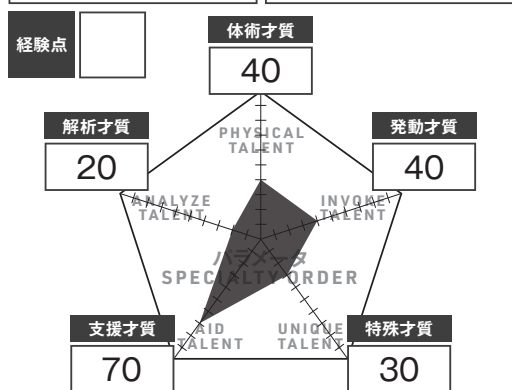 経験点
体術才質
40
PHYSICAL
TALENT
解析才質
20
ANALYZE
TALENT
発動才質
40
INVOKE
TALENT
パラメータ
SPECIALTY ORDER
支援才質
70
AID
TALENT
UNIQUE
TALENT
特殊才質
30